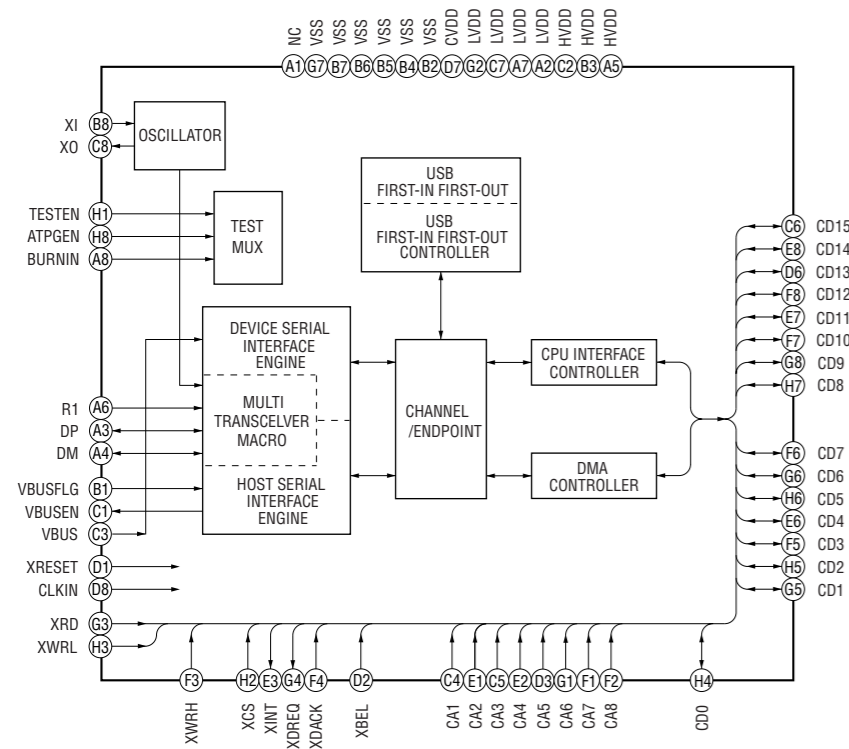 NC
VSS
VSS
VSS
VSS
VSS
VSS
CVDD
LVDD
LVDD
LVDD
LVDD
HVDD
HVDD
HVDD
A1
G7
B7
B6
B5
B4
B2
D7
G2
C7
A7
A2
C2
B3
A5
XI B8
XO C8
OSCILLATOR
TESTEN H1
ATPGEN H8
BURNIN A8
TEST
MUX
USB
FIRST-IN FIRST-OUT
USB
FIRST-IN FIRST-OUT
CONTROLLER
DEVICE SERIAL
INTERFACE
ENGINE
MULTI
TRANSCELVER
MACRO
HOST SERIAL
INTERFACE
ENGINE
CHANNEL
/ENDPOINT
CPU INTERFACE
CONTROLLER
DMA
CONTROLLER
R1 A6
DP A3
DM A4
VBUSFLG B1
VBUSEN C1
VBUS C3
XRESET D1
CLKIN D8
XRD G3
XWRL H3
C6 CD15
E8 CD14
D6 CD13
F8 CD12
E7 CD11
F7 CD10
G8 CD9
H7 CD8
F6 CD7
G6 CD6
H6 CD5
E6 CD4
F5 CD3
H5 CD2
G5 CD1
F3
H2
E3
G4
F4
D2
C4
E1
C5
E2
D3
G1
F1
F2
H4
XWRH
XCS
XINT
XDREQ
XDACK
XBEL
CA1
CA2
CA3
CA4
CA5
CA6
CA7
CA8
CD0